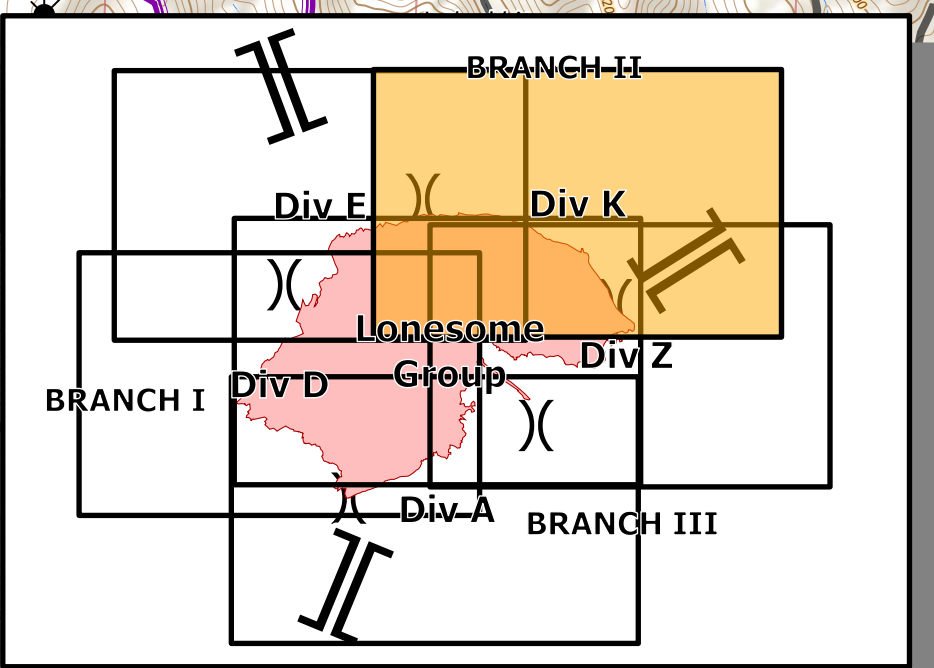 BRANCH II
Div E
Div K
Lonesome
Group
Div Z
Div D
BRANCH I
Div A
BRANCH III